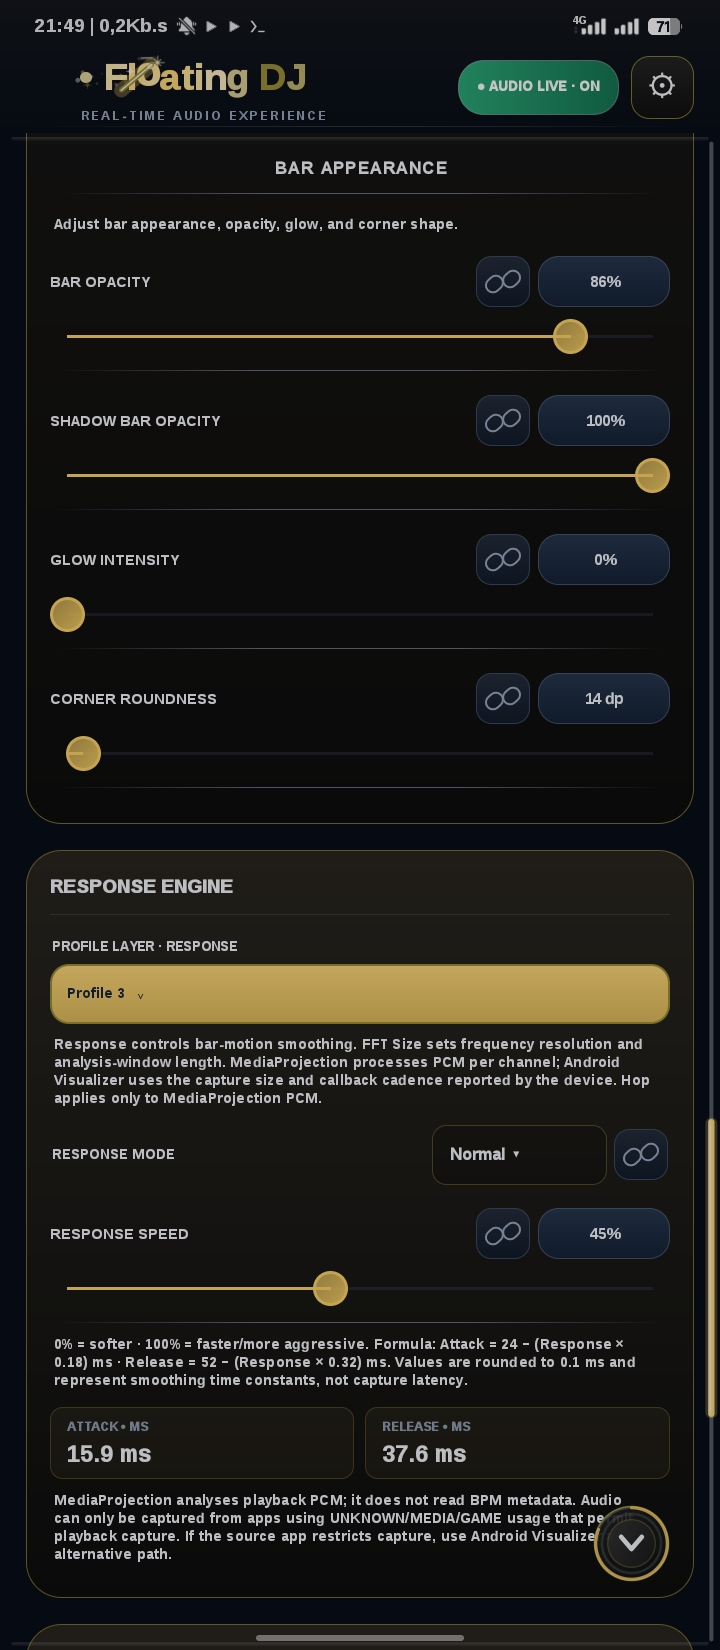 21:49 | 0,2Kb.s
4G
71
Floating DJ
REAL-TIME AUDIO EXPERIENCE
• AUDIO LIVE · ON
BAR APPEARANCE
Adjust bar appearance, opacity, glow, and corner shape.
BAR OPACITY
86%
SHADOW BAR OPACITY
100%
GLOW INTENSITY
0%
CORNER ROUNDNESS
14 dp
RESPONSE ENGINE
PROFILE LAYER · RESPONSE
Profile 3
Response controls bar-motion smoothing. FFT Size sets frequency resolution and
analysis-window length. MediaProjection processes PCM per channel; Android
Visualizer uses the capture size and callback cadence reported by the device. Hop
applies only to MediaProjection PCM.
RESPONSE MODE
Normal ▾
RESPONSE SPEED
45%
0% = softer · 100% = faster/more aggressive. Formula: Attack = 24 − (Response ×
0.18) ms · Release = 52 − (Response × 0.32) ms. Values are rounded to 0.1 ms and
represent smoothing time constants, not capture latency.
ATTACK • MS
15.9 ms
RELEASE • MS
37.6 ms
MediaProjection analyses playback PCM; it does not read BPM metadata. Audio
can only be captured from apps using UNKNOWN/MEDIA/GAME usage that
playback capture. If the source app restricts capture, use Android
alternative path.